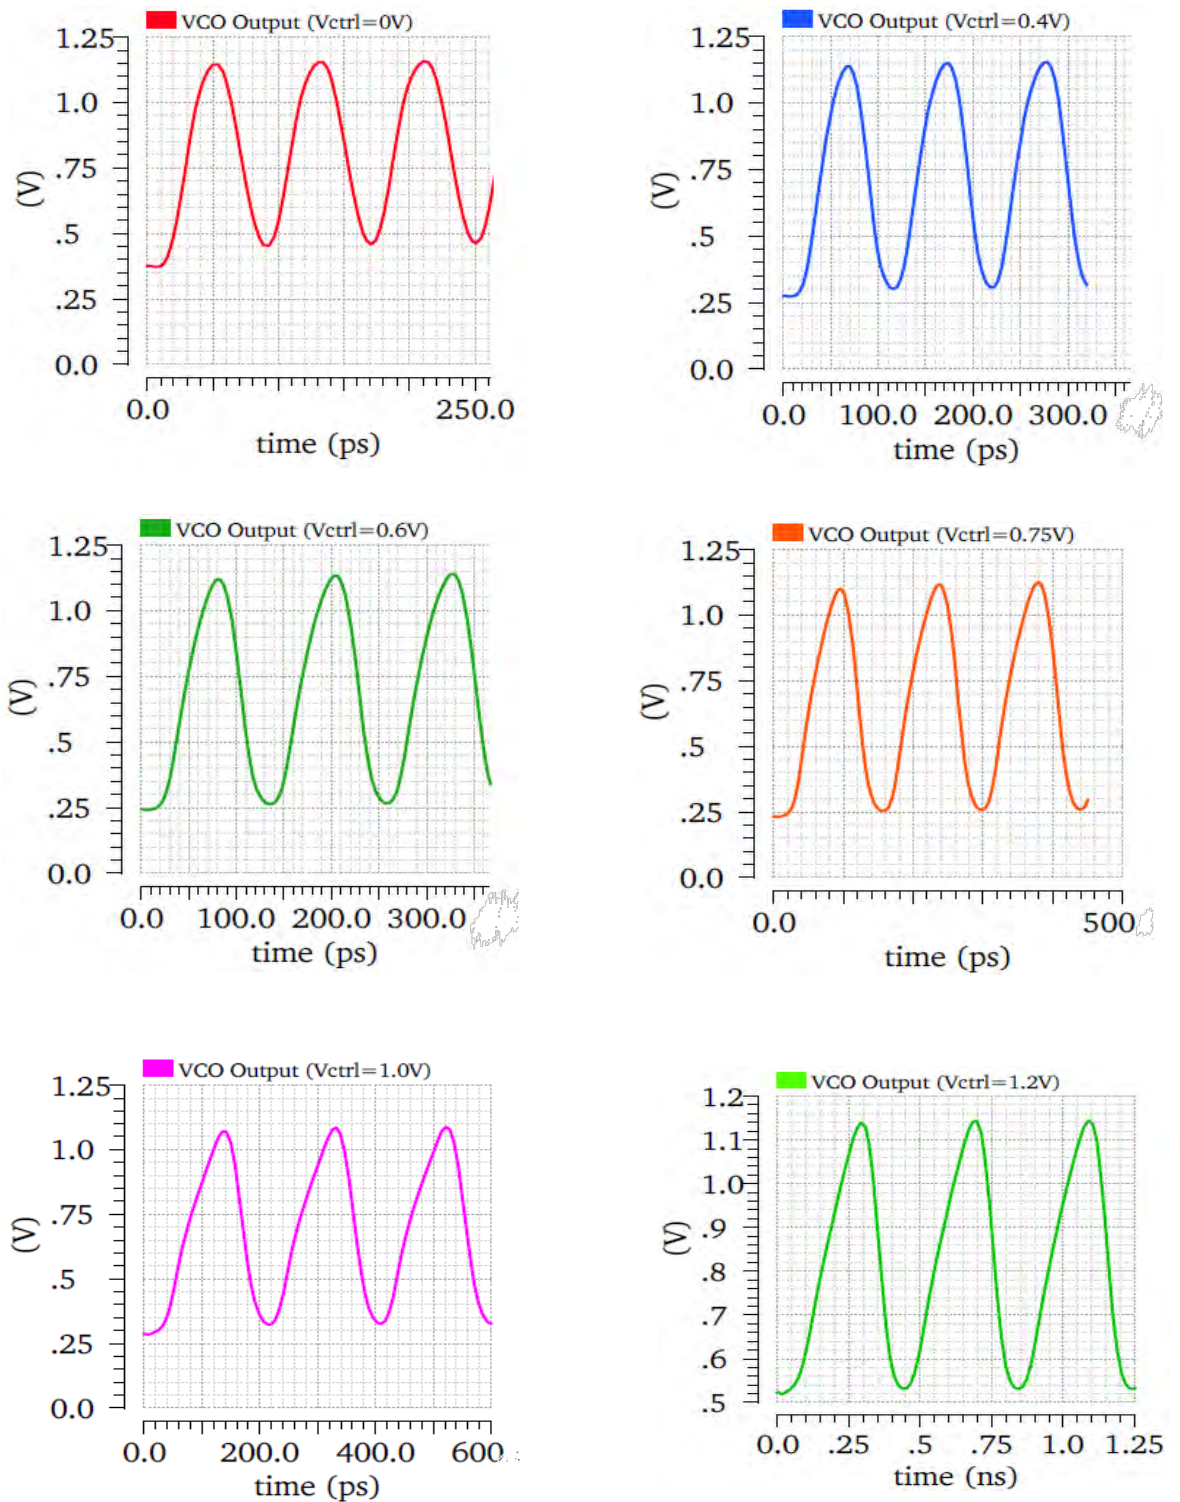 VCO Output (Vctrl=0V)
1.25
1.0
.75
.5
.25
0.0
(V)
0.0 250.0
time (ps)
VCO Output (Vctrl=0.4V)
1.25
1.0
.75
.5
.25
0.0
(V)
0.0 100.0 200.0 300.0
time (ps)
VCO Output (Vctrl=0.6V)
1.25
1.0
.75
.5
.25
0.0
(V)
0.0 100.0 200.0 300.0
time (ps)
VCO Output (Vctrl=0.75V)
1.25
1.0
.75
.5
.25
0.0
(V)
0.0 500
time (ps)
VCO Output (Vctrl=1.0V)
1.25
1.0
.75
.5
.25
0.0
(V)
0.0 200.0 400.0 600
time (ps)
VCO Output (Vctrl=1.2V)
1.2
1.1
1.0
.9
.8
.7
.6
.5
(V)
0.0 .25 .5 .75 1.0 1.25
time (ns)